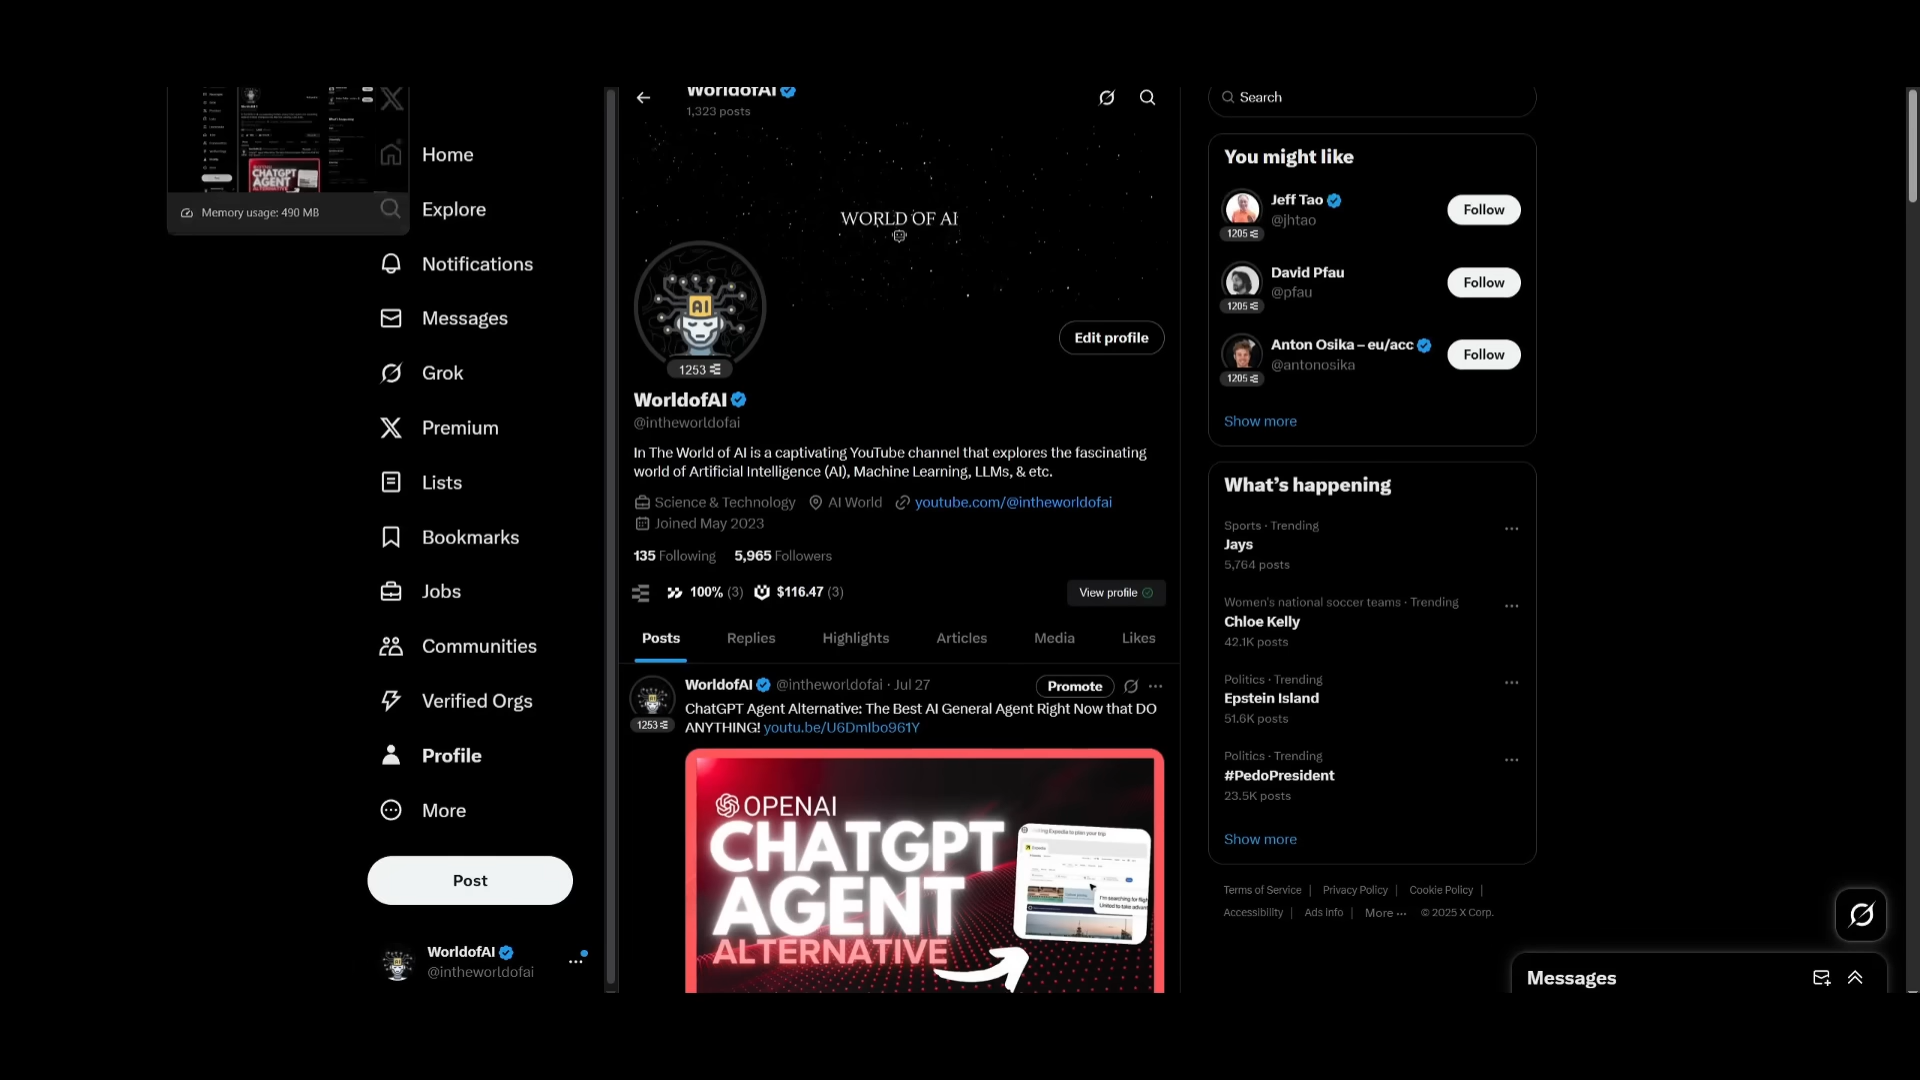 Memory usage: 490 MB
Home
Explore
Notifications
Messages
Grok
Premium
Lists
Bookmarks
Jobs
Communities
Verified Orgs
Profile
More
Post
WorldofAI
@intheworldofai
WorldofAI
1,323 posts
WORLD OF AI
AI
1253
Edit profile
WorldofAI
@intheworldofai
In The World of AI is a captivating YouTube channel that explores the fascinating
world of Artificial Intelligence (AI), Machine Learning, LLMs, & etc.
Science & Technology AI World youtube.com/@intheworldofai
Joined May 2023
135 Following 5,965 Followers
100% (3) $116.47 (3) View profile
Posts Replies Highlights Articles Media Likes
WorldofAI @intheworldofai · Jul 27 Promote
1253
ChatGPT Agent Alternative: The Best AI General Agent Right Now that DO
ANYTHING! youtu.be/U6DmIbo961Y
OPENAI
CHATGPT
AGENT
ALTERNATIVE
Search
You might like
Jeff Tao
@jhtao
1205
Follow
David Pfau
@pfau
1205
Follow
Anton Osika – eu/acc
@antonosika
1205
Follow
Show more
What's happening
Sports · Trending
Jays
5,764 posts
Women's national soccer teams · Trending
Chloe Kelly
42.1K posts
Politics · Trending
Epstein Island
51.6K posts
Politics · Trending
#PedoPresident
23.5K posts
Show more
Terms of Service | Privacy Policy | Cookie Policy |
Accessibility | Ads info | More ··· © 2025 X Corp.
Messages